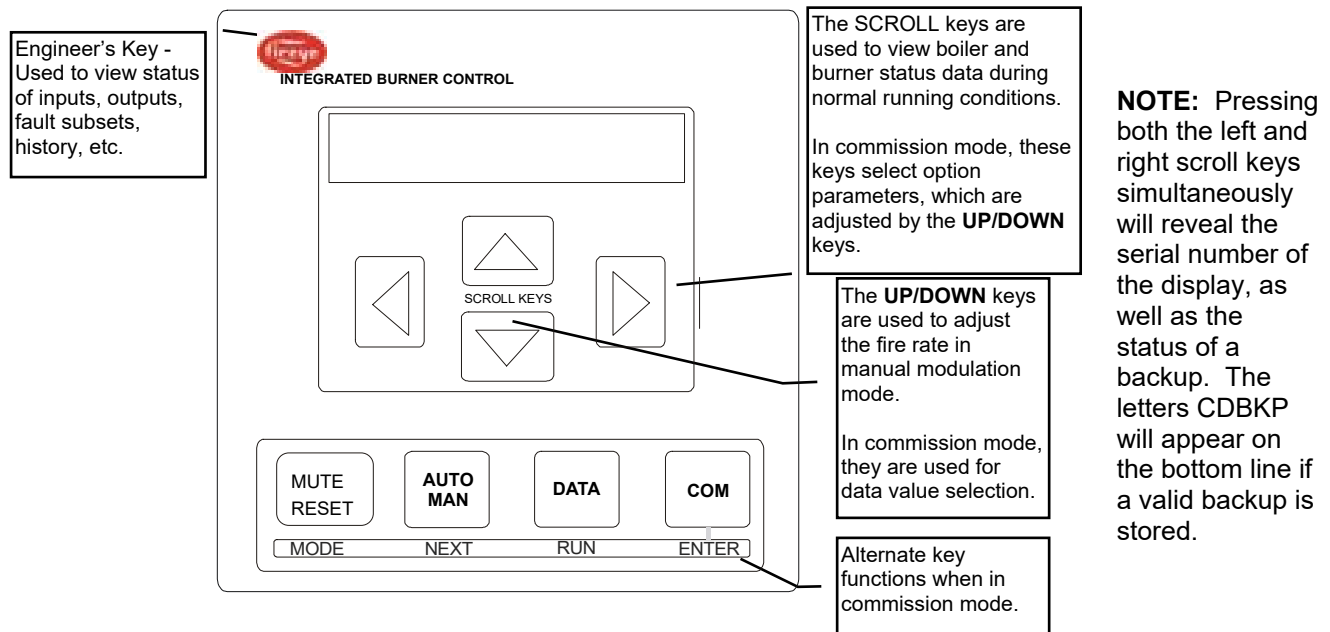 Engineer's Key -
Used to view status
of inputs, outputs,
fault subsets,
history, etc.
fireye
INTEGRATED BURNER CONTROL
SCROLL KEYS
MUTE
RESET
AUTO
MAN
DATA
COM
MODE
NEXT
RUN
ENTER
The SCROLL keys are
used to view boiler and
burner status data during
normal running conditions.
In commission mode, these
keys select option
parameters, which are
adjusted by the UP/DOWN
keys.
The UP/DOWN keys
are used to adjust
the fire rate in
manual modulation
mode.
In commission mode,
they are used for
data value selection.
Alternate key
functions when in
commission mode.
NOTE: Pressing
both the left and
right scroll keys
simultaneously
will reveal the
serial number of
the display, as
well as the
status of a
backup. The
letters CDBKP
will appear on
the bottom line if
a valid backup is
stored.